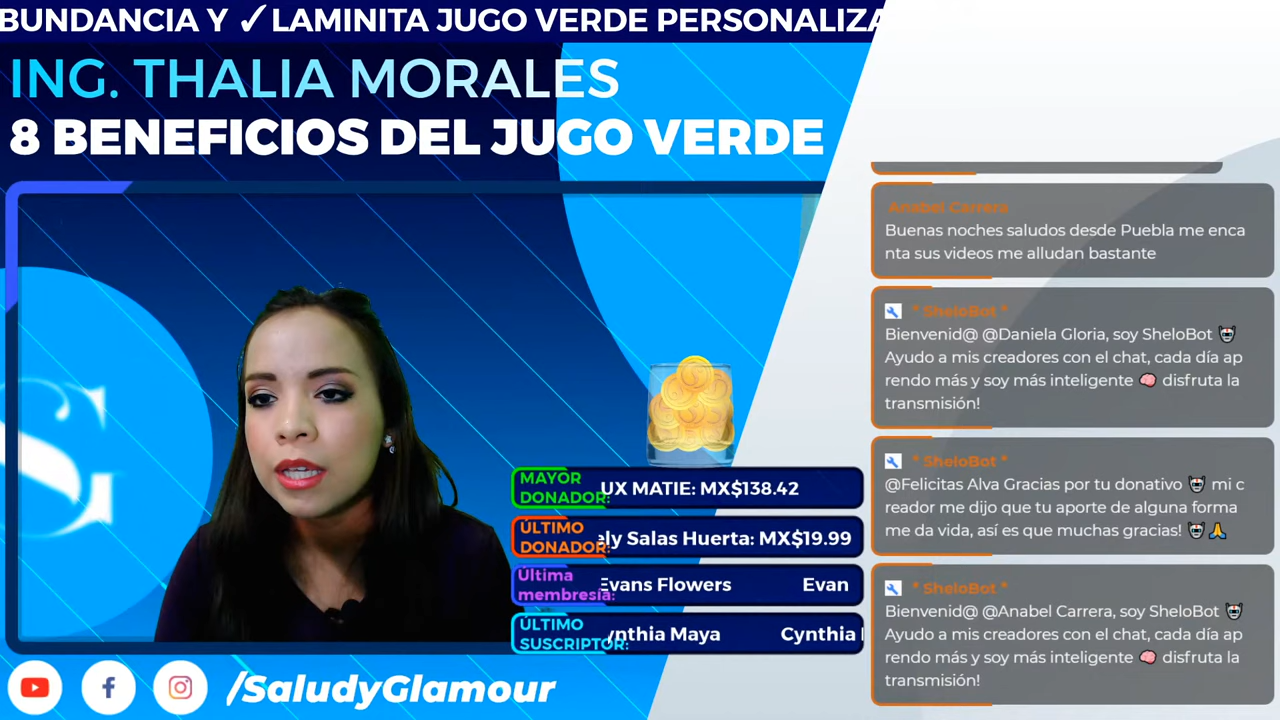 BUNDANCIA Y ✓LAMINITA JUGO VERDE PERSONALIZA
ING. THALIA MORALES
8 BENEFICIOS DEL JUGO VERDE
Anabel Carrera
Buenas noches saludos desde Puebla me enca
nta sus videos me alludan bastante
* SheloBot *
Bienvenid@ @Daniela Gloria, soy SheloBot
Ayudo a mis creadores con el chat, cada día ap
rendo más y soy más inteligente 🧠 disfruta la
transmisión!
* SheloBot *
@Felicitas Alva Gracias por tu donativo mi c
reador me dijo que tu aporte de alguna forma
me da vida, así es que muchas gracias! 🙏
* SheloBot *
Bienvenid@ @Anabel Carrera, soy SheloBot
Ayudo a mis creadores con el chat, cada día ap
rendo más y soy más inteligente 🧠 disfruta la
transmisión!
MAYOR
DONADOR:
UX MATIE: MX$138.42
ÚLTIMO
DONADOR:
ely Salas Huerta: MX$19.99
Última
membresía:
Evans Flowers Evan
ÚLTIMO
SUSCRIPTOR:
ynthia Maya Cynthia
S
/SaludyGlamour